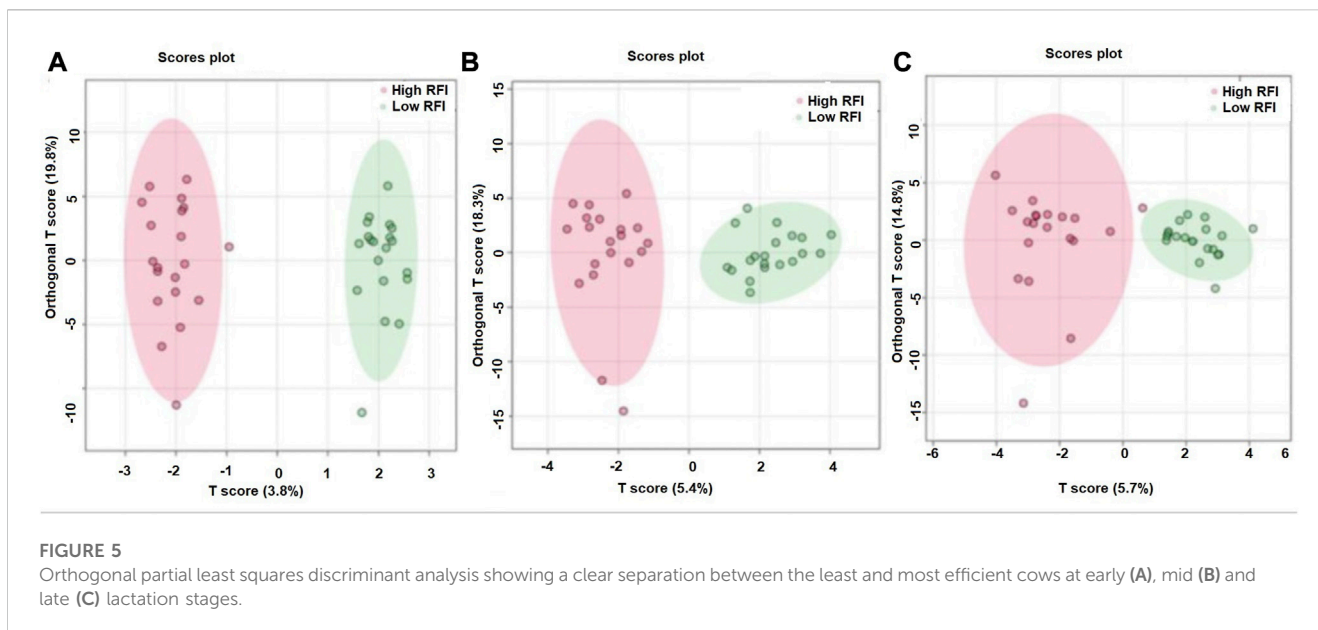 A
Scores plot
High RFI
Low RFI
Orthogonal T score (19.8%)
10
5
0
-5
-10
-3
-2
-1
0
1
2
3
T score (3.8%)
B
Scores plot
High RFI
Low RFI
Orthogonal T score (18.3%)
15
10
5
0
-5
-10
-15
-4
-2
0
2
4
T score (5.4%)
C
Scores plot
High RFI
Low RFI
Orthogonal T score (14.8%)
10
5
0
-5
-10
-15
-6
-4
-2
0
2
4
6
T score (5.7%)
FIGURE 5
Orthogonal partial least squares discriminant analysis showing a clear separation between the least and most efficient cows at early (A), mid (B) and
late (C) lactation stages.